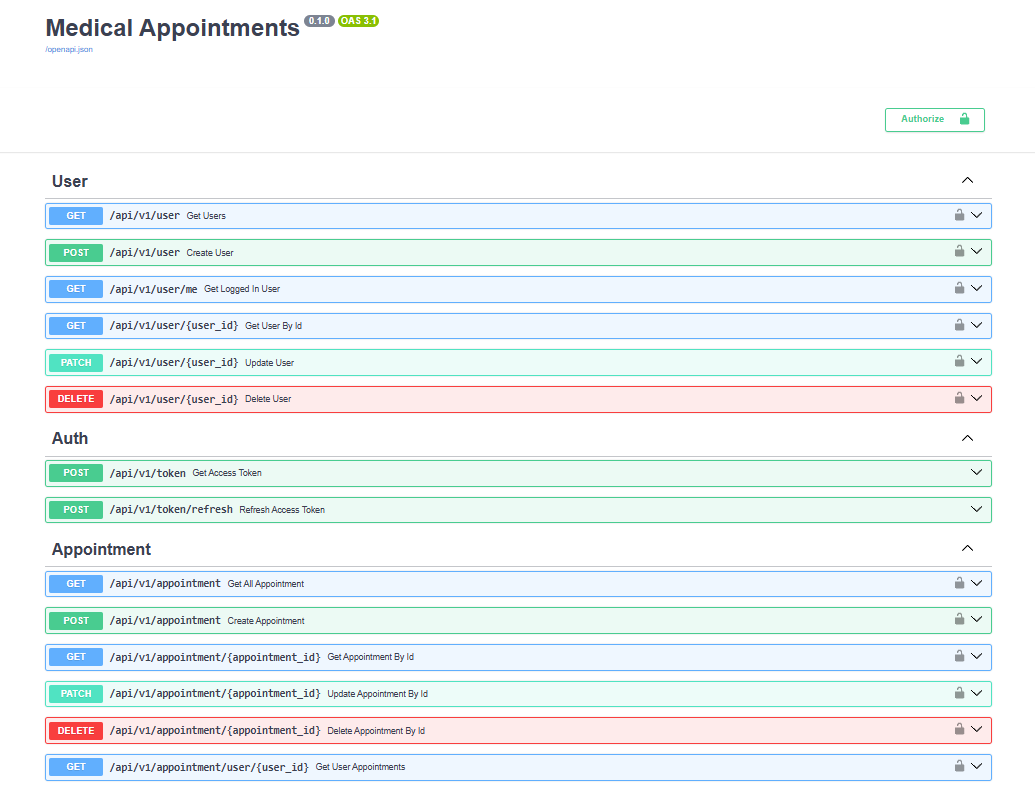 Medical Appointments 0.1.0 OAS 3.1
/openapi.json
Authorize
User
GET /api/v1/user Get Users
POST /api/v1/user Create User
GET /api/v1/user/me Get Logged In User
GET /api/v1/user/{user_id} Get User By Id
PATCH /api/v1/user/{user_id} Update User
DELETE /api/v1/user/{user_id} Delete User
Auth
POST /api/v1/token Get Access Token
POST /api/v1/token/refresh Refresh Access Token
Appointment
GET /api/v1/appointment Get All Appointment
POST /api/v1/appointment Create Appointment
GET /api/v1/appointment/{appointment_id} Get Appointment By Id
PATCH /api/v1/appointment/{appointment_id} Update Appointment By Id
DELETE /api/v1/appointment/{appointment_id} Delete Appointment By Id
GET /api/v1/appointment/user/{user_id} Get User Appointments